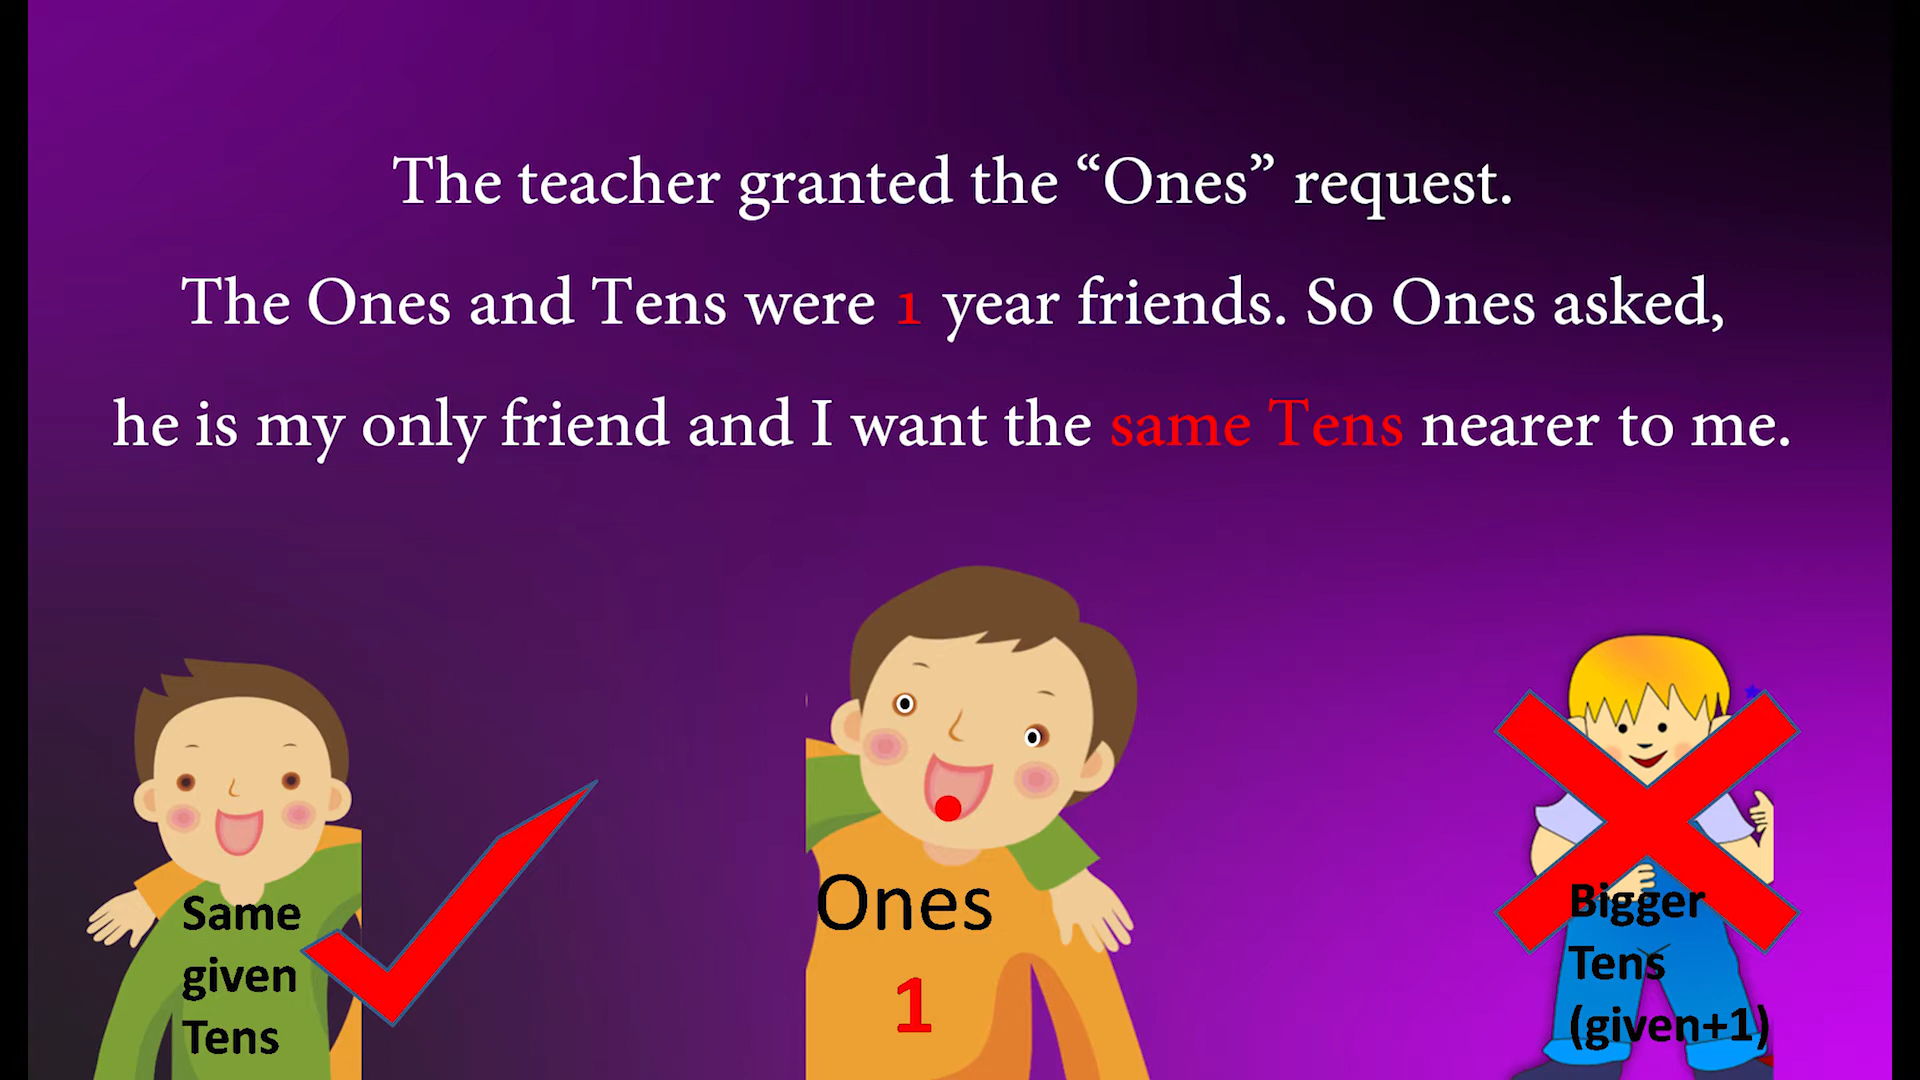 The teacher granted the “Ones” request.
The Ones and Tens were 1 year friends. So Ones asked,
he is my only friend and I want the same Tens nearer to me.
Same
given
Tens
Ones
1
Bigger
Tens
(given+1)